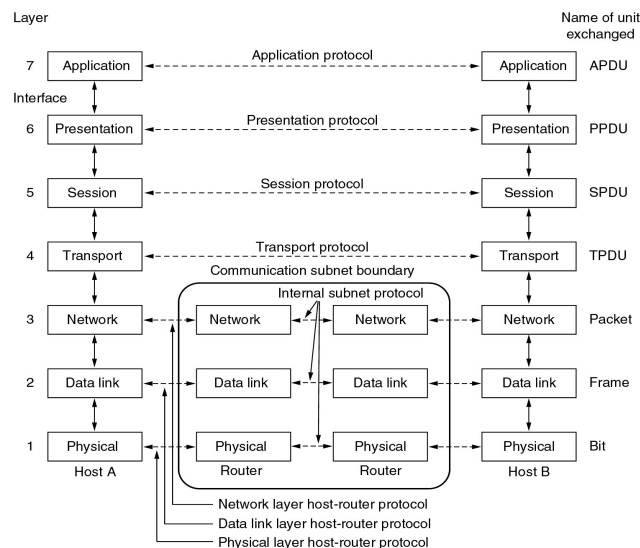 Layer
Name of unit
exchanged
Application protocol
7 Application Application APDU
Interface
Presentation protocol
6 Presentation Presentation PPDU
Session protocol
5 Session Session SPDU
Transport protocol
4 Transport Transport TPDU
Communication subnet boundary
Internal subnet protocol
3 Network Network Network Network Packet
2 Data link Data link Data link Data link Frame
1 Physical Physical Physical Physical Bit
Host A Router Router Host B
Network layer host-router protocol
Data link layer host-router protocol
Physical layer host-router protocol